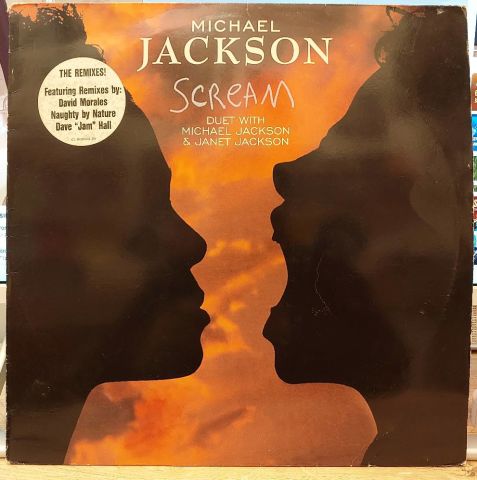 MICHAEL
JACKSON
SCREAM
DUET WITH
MICHAEL JACKSON
& JANET JACKSON
THE REMIXES!
Featuring Remixes by:
David Morales
Naughty by Nature
Dave "Jam" Hall